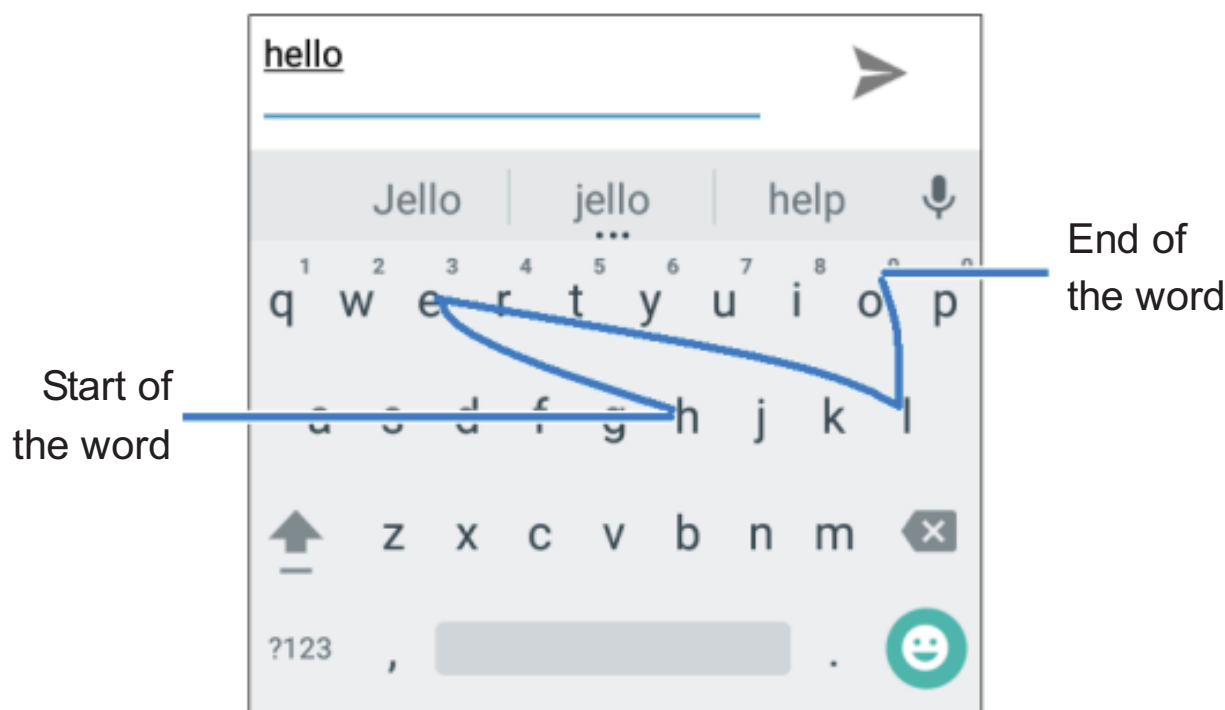 hello
Jello jello help
1 2 3 4 5 6 7 8
q w e r t y u i o p
a s d f g h j k l
z x c v b n m
?123 , .
Start of
the word
End of
the word